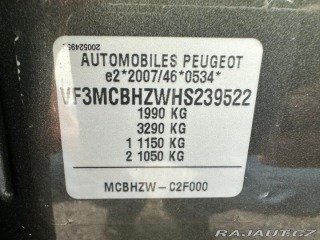 AUTOMOBILES PEUGEOT
e2*2007/46*0534*
VF3MCBHZWHS239522
1990 KG
3290 KG
1 1150 KG
2 1050 KG
MCBHZW-C2F000
RAJAUT.CZ